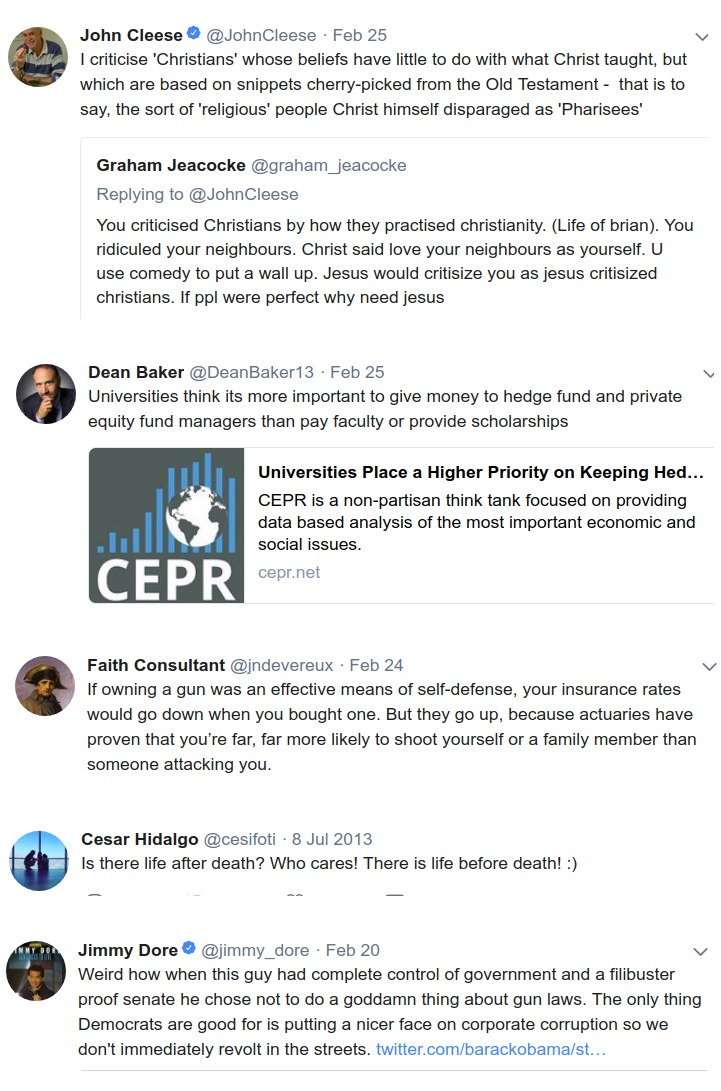 John Cleese @JohnCleese · Feb 25
I criticise 'Christians' whose beliefs have little to do with what Christ taught, but
which are based on snippets cherry-picked from the Old Testament - that is to
say, the sort of 'religious' people Christ himself disparaged as 'Pharisees'
Graham Jeacocke @graham_jeacocke
Replying to @JohnCleese
You criticised Christians by how they practised christianity. (Life of brian). You
ridiculed your neighbours. Christ said love your neighbours as yourself. U
use comedy to put a wall up. Jesus would critisize you as jesus critisized
christians. If ppl were perfect why need jesus
Dean Baker @DeanBaker13 · Feb 25
Universities think its more important to give money to hedge fund and private
equity fund managers than pay faculty or provide scholarships
CEPR
Universities Place a Higher Priority on Keeping Hed...
CEPR is a non-partisan think tank focused on providing
data based analysis of the most important economic and
social issues.
cepr.net
Faith Consultant @jndevereux · Feb 24
If owning a gun was an effective means of self-defense, your insurance rates
would go down when you bought one. But they go up, because actuaries have
proven that you’re far, far more likely to shoot yourself or a family member than
someone attacking you.
Cesar Hidalgo @cesifoti · 8 Jul 2013
Is there life after death? Who cares! There is life before death! :)
Jimmy Dore @jimmy_dore · Feb 20
Weird how when this guy had complete control of government and a filibuster
proof senate he chose not to do a goddamn thing about gun laws. The only thing
Democrats are good for is putting a nicer face on corporate corruption so we
don't immediately revolt in the streets. twitter.com/barackobama/st...